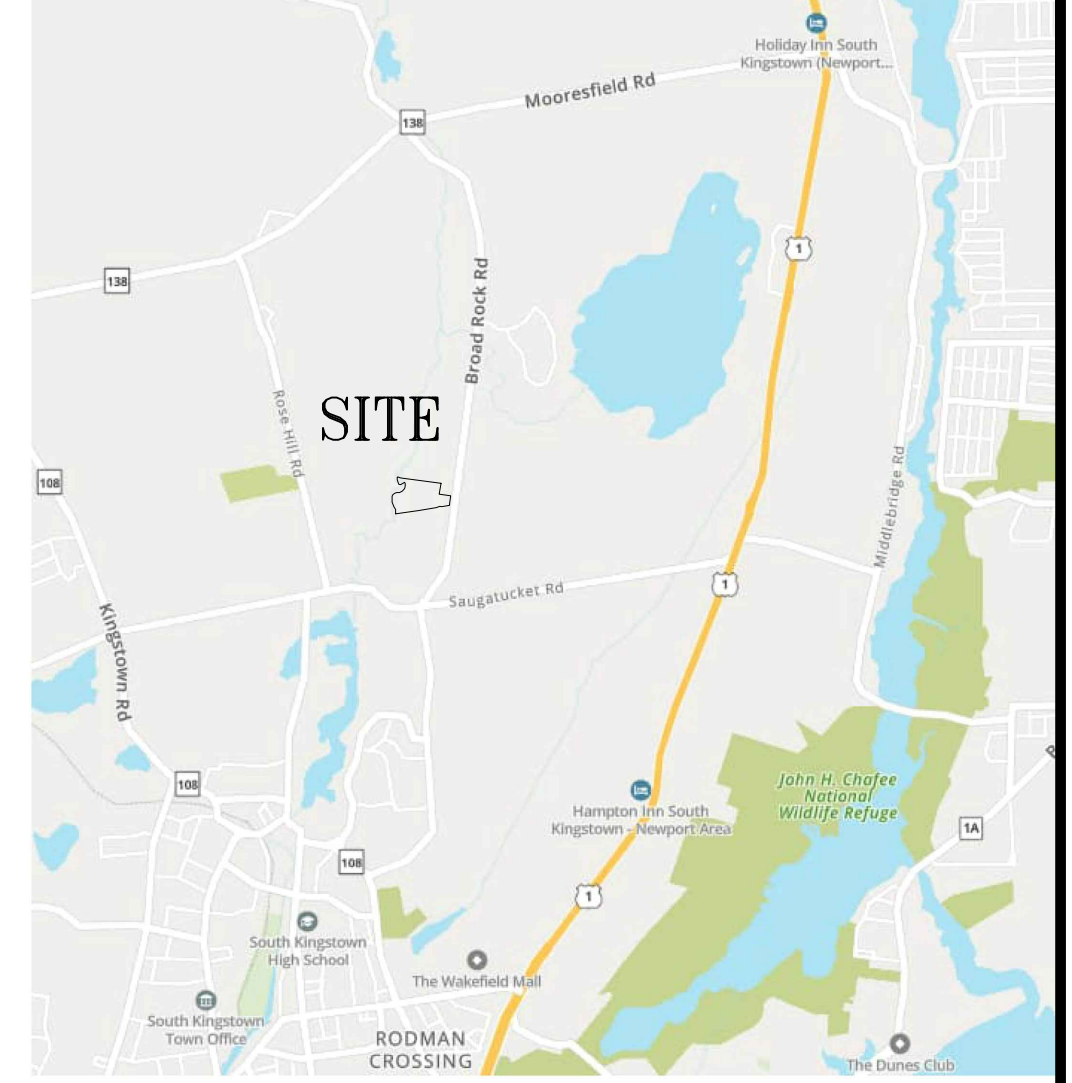 Holiday Inn South
Kingstown (Newport...
Mooresfield Rd
138
1
Broad Rock Rd
138
Rose Hill Rd
SITE
108
Middlebridge Rd
1
Saugatucket Rd
Kingstown Rd
108
John H. Chafee
National
Wildlife Refuge
Hampton Inn South
Kingstown - Newport Area
1A
108
1
South Kingstown
High School
The Wakefield Mall
South Kingstown
Town Office
RODMAN
CROSSING
The Dunes Club